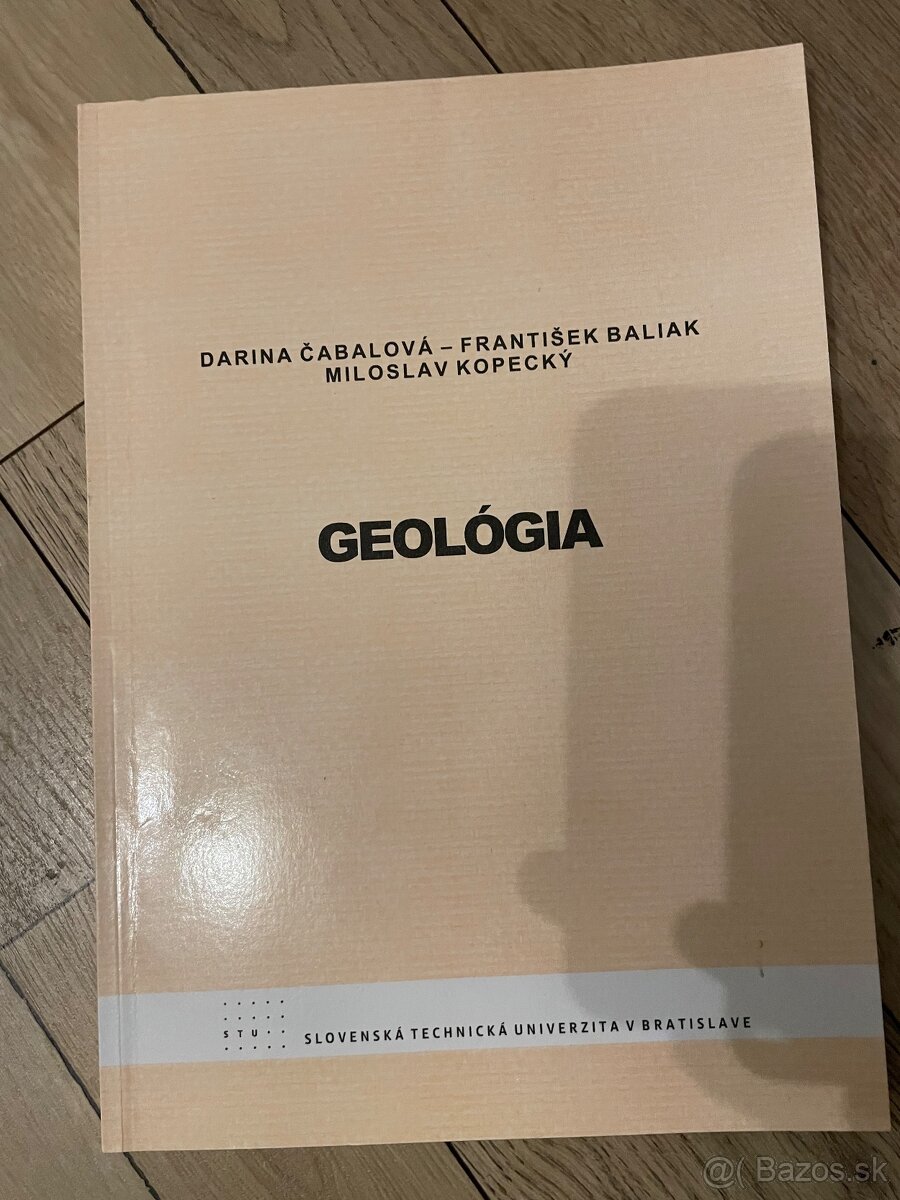 DARINA ČABALOVÁ – FRANTIŠEK BALIAK
MILOSLAV KOPECKÝ
GEOLÓGIA
STU
SLOVENSKÁ TECHNICKÁ UNIVERZITA V BRATISLAVE
@( Bazos.sk